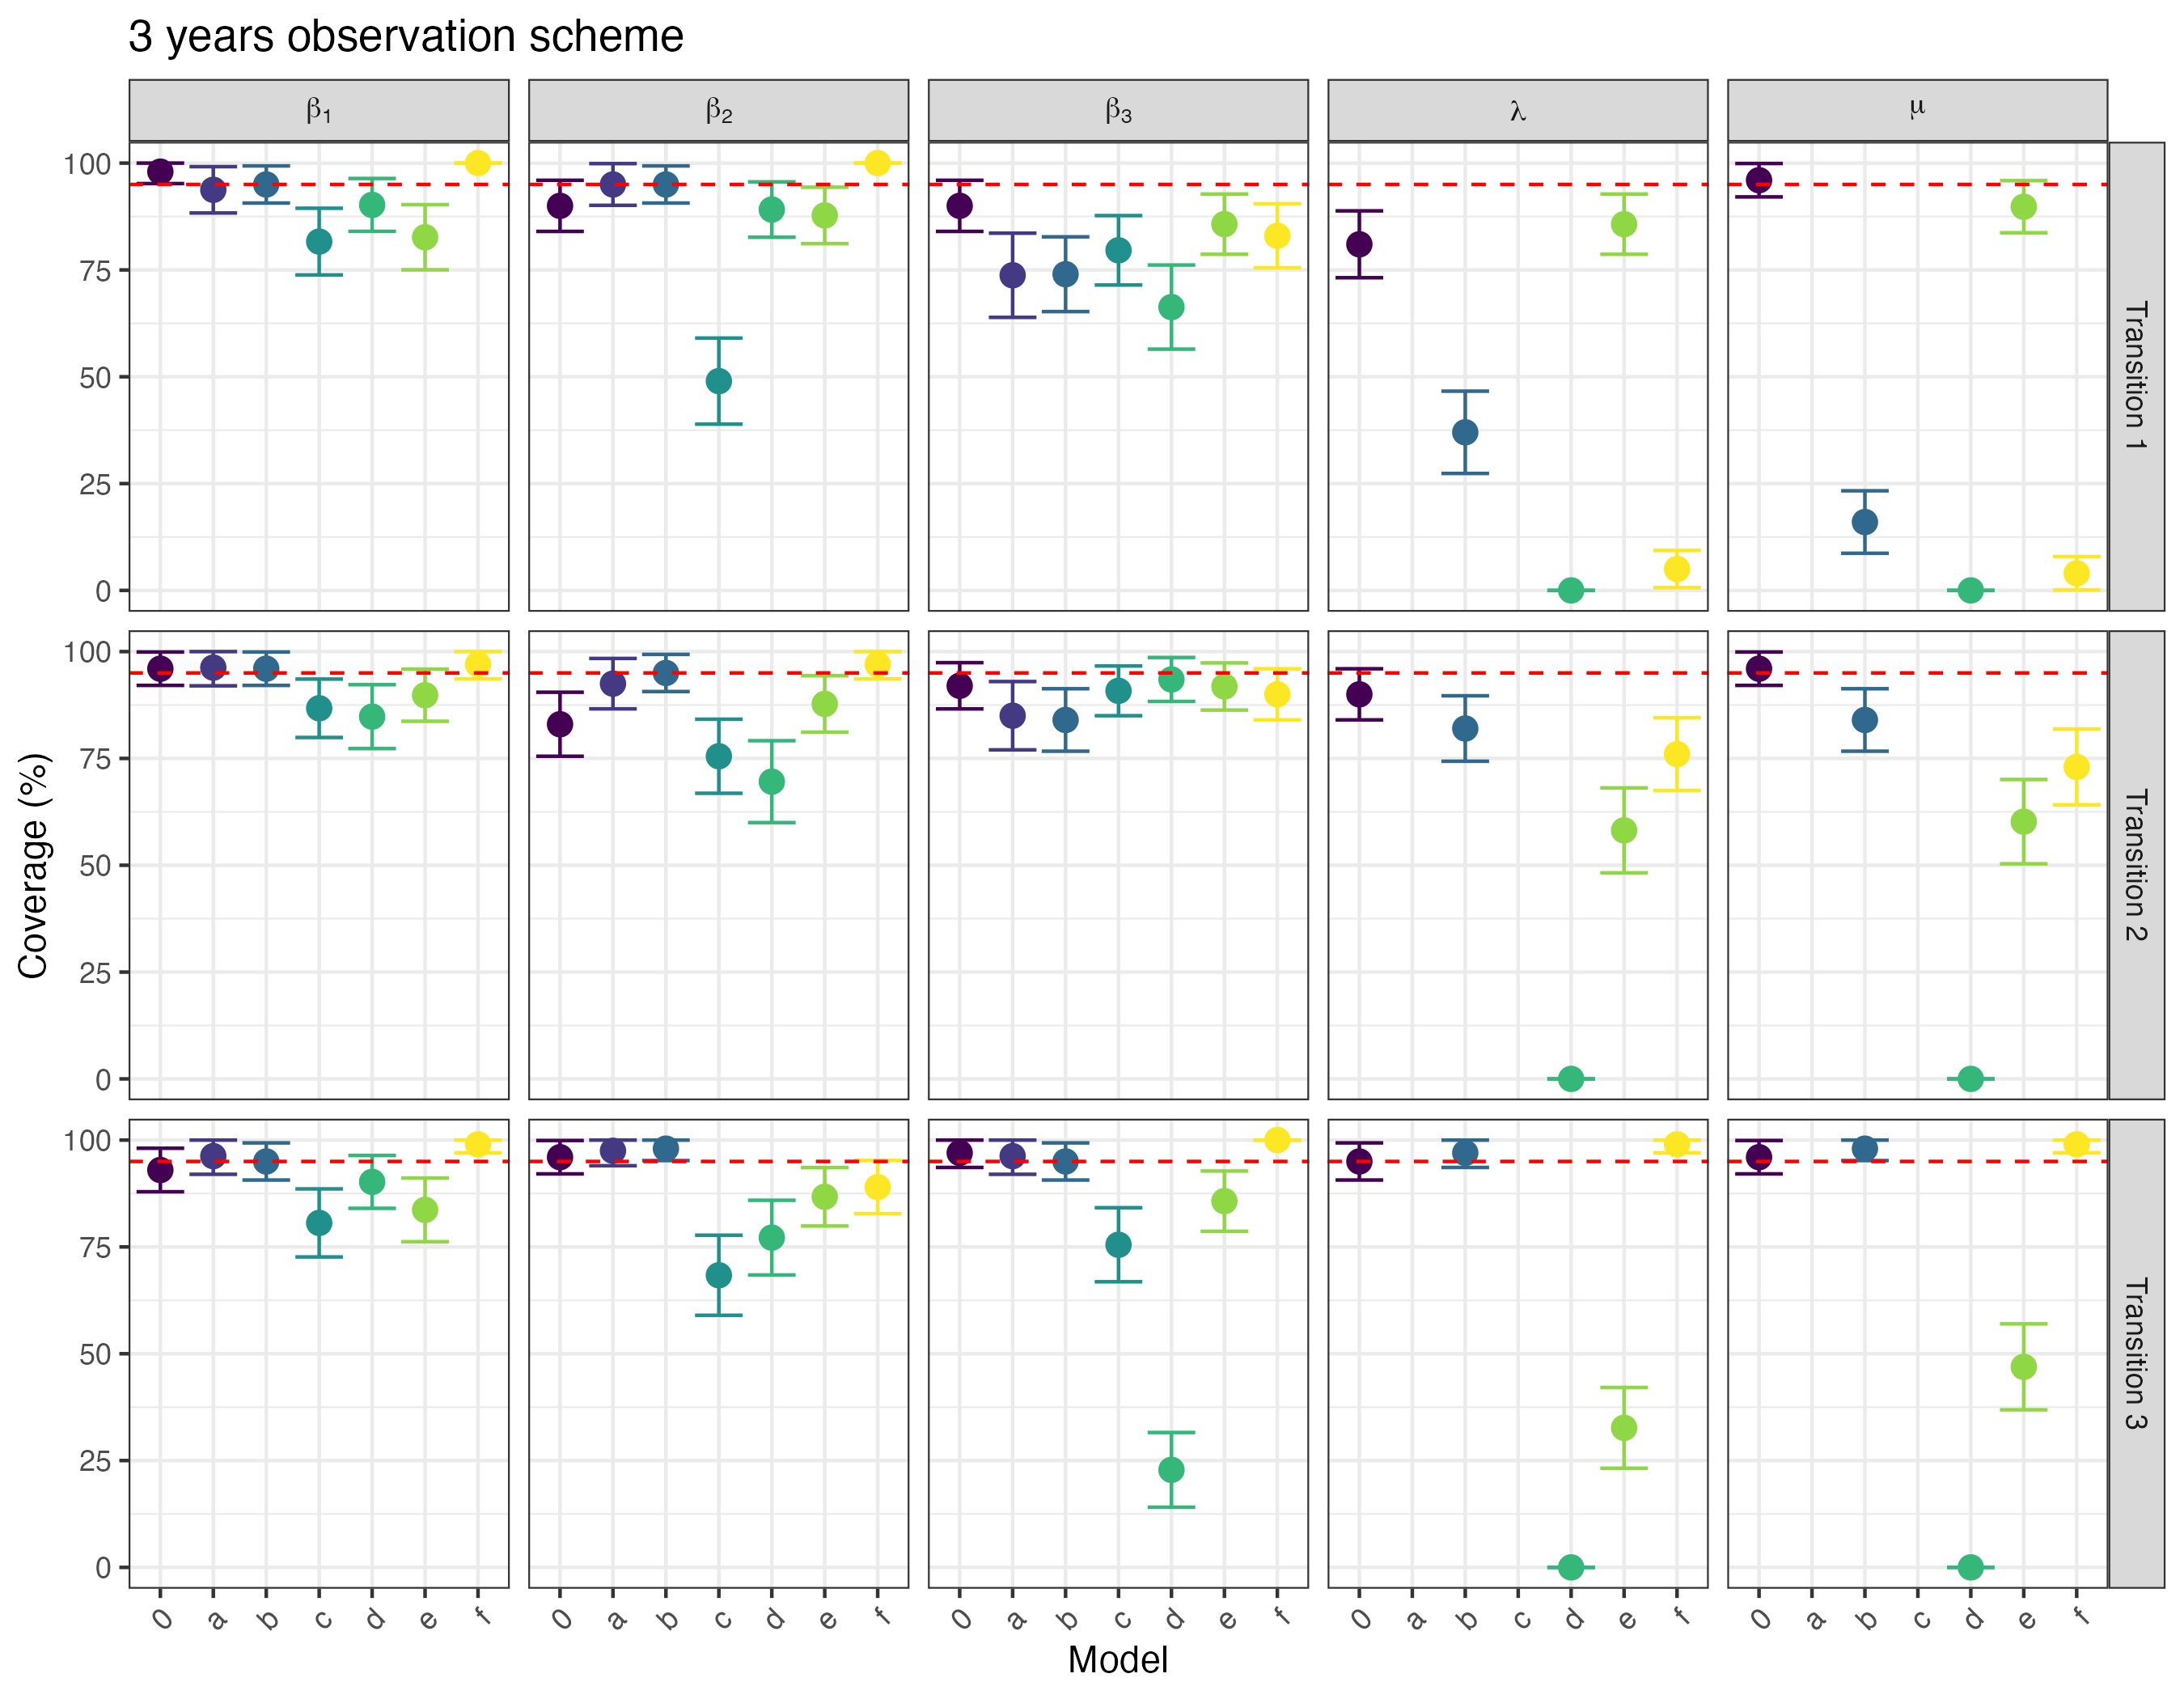 3 years observation scheme
β1 β2 β3 λ μ
100
75
50
25
0
Transition 1
100
75
50
25
0
Transition 2
100
75
50
25
0
Transition 3
Coverage (%)
0 a b c d e f 0 a b c d e f 0 a b c d e f 0 a b c d e f 0 a b c d e f
Model